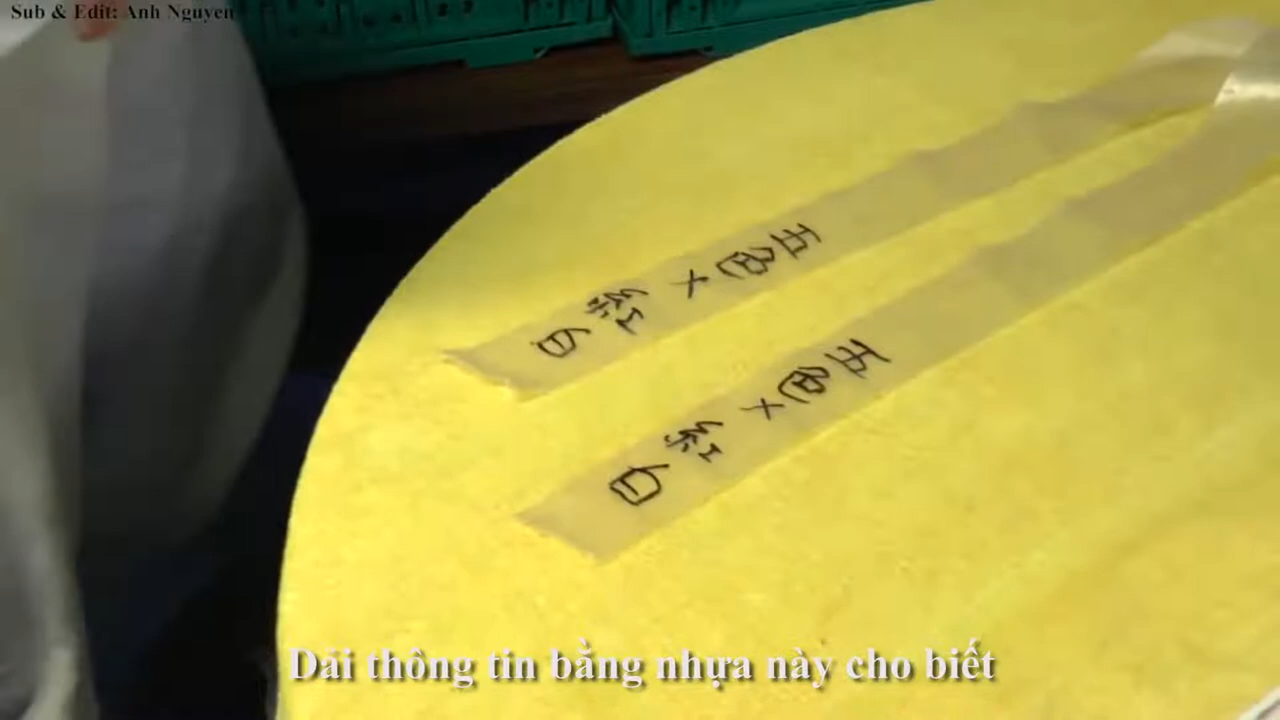 Sub & Edit: Anh Nguyen
五色×紅白
五色×紅白
Dải thông tin bằng nhựa này cho biết